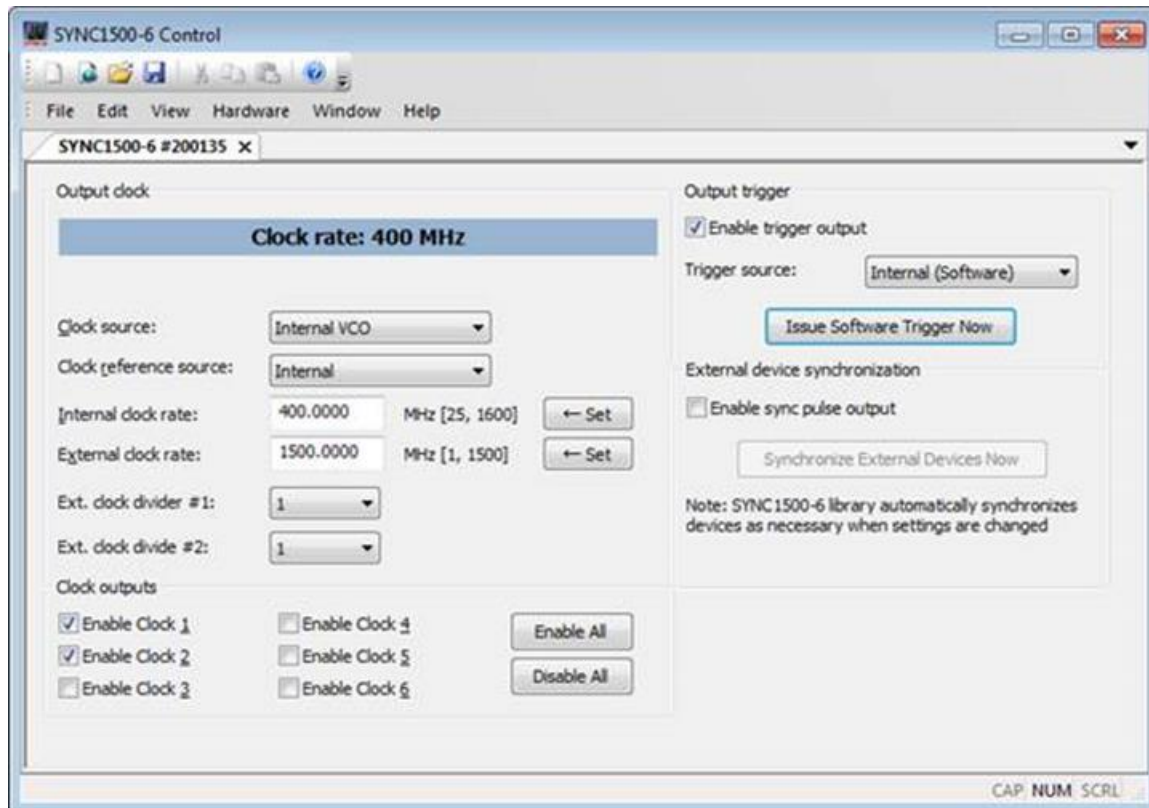 SYNC1500-6 Control
File Edit View Hardware Window Help
SYNC1500-6 #200135 X
Output clock
Clock rate: 400 MHz
Clock source: Internal VCO
Clock reference source: Internal
Internal clock rate: 400.0000 MHz [25, 1600] ← Set
External clock rate: 1500.0000 MHz [1, 1500] ← Set
Ext. clock divider #1: 1
Ext. clock divide #2: 1
Clock outputs
Enable Clock 1 Enable Clock 4 Enable All
Enable Clock 2 Enable Clock 5
Enable Clock 3 Enable Clock 6 Disable All
Output trigger
Enable trigger output
Trigger source: Internal (Software)
Issue Software Trigger Now
External device synchronization
Enable sync pulse output
Synchronize External Devices Now
Note: SYNC1500-6 library automatically synchronizes
devices as necessary when settings are changed
CAP NUM SCRL